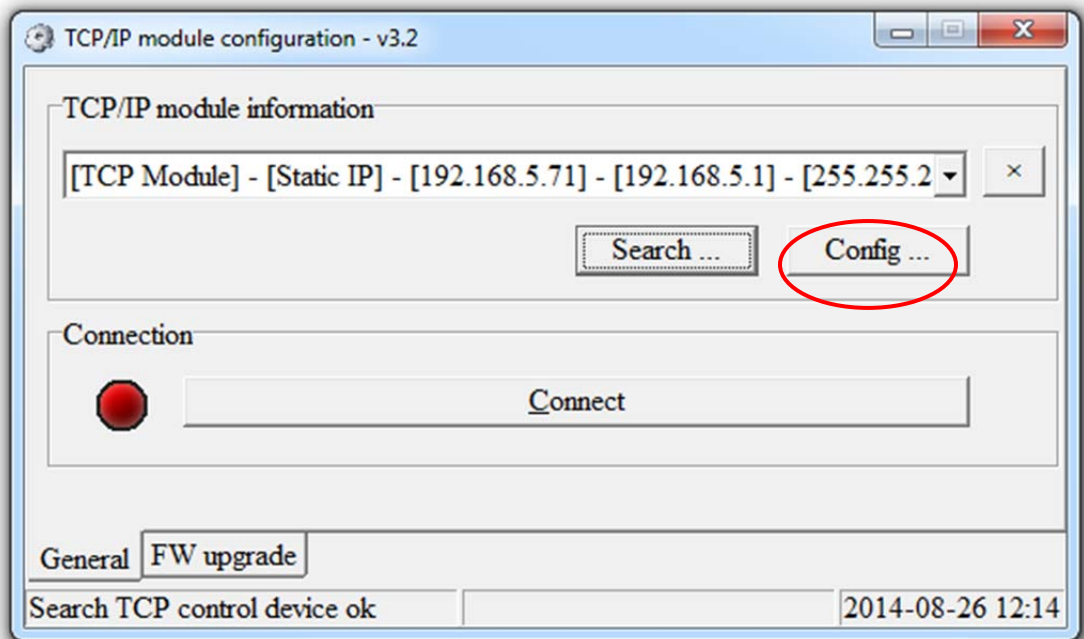 TCP/IP module configuration - v3.2
TCP/IP module information
[TCP Module] - [Static IP] - [192.168.5.71] - [192.168.5.1] - [255.255.2
×
Search ...
Config ...
Connection
Connect
General
FW upgrade
Search TCP control device ok
2014-08-26 12:14